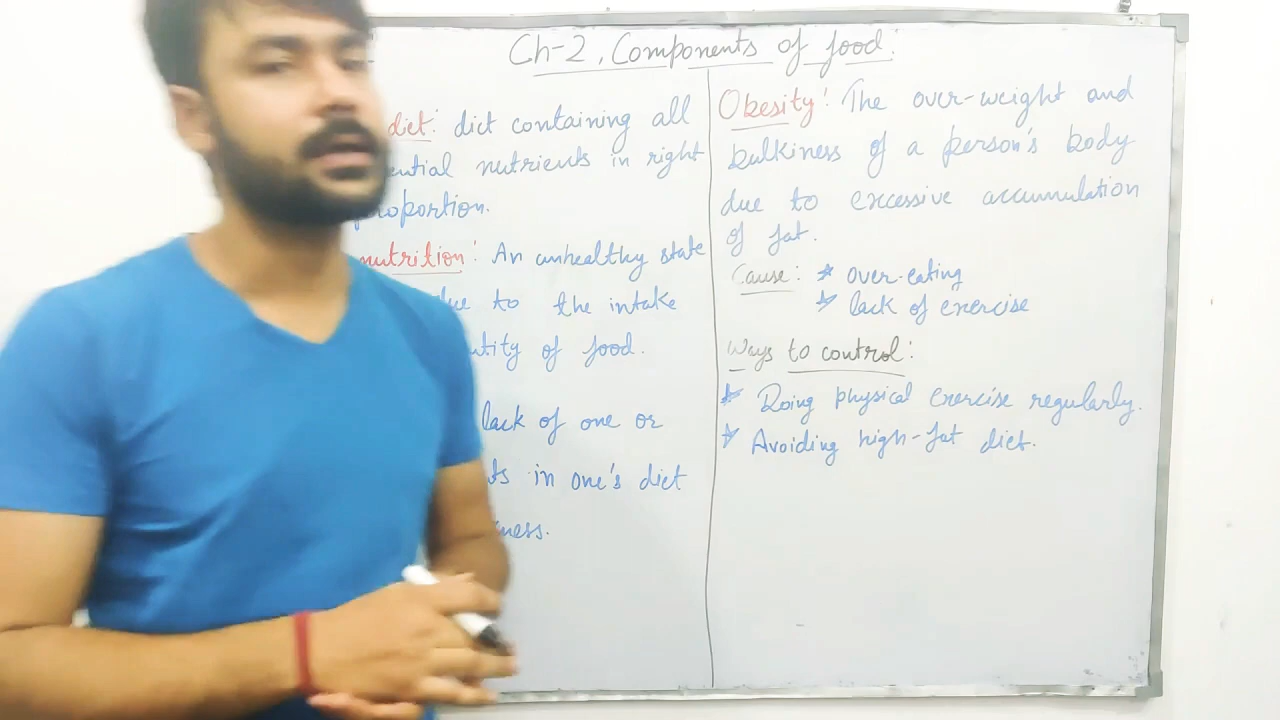 Ch-2, Components of food:
diet: diet containing all
ential nutrients in right
proportion.
nutrition: An unhealthy state
due to the intake
ntity of food.
lack of one or
ts in one's diet
ness.
Obesity: The over-weight and
bulkiness of a person's body
due to excessive accumulation
of fat.
Cause: * over-eating
* lack of exercise
Ways to control:
* Doing physical exercise regularly.
* Avoiding high-fat diet.